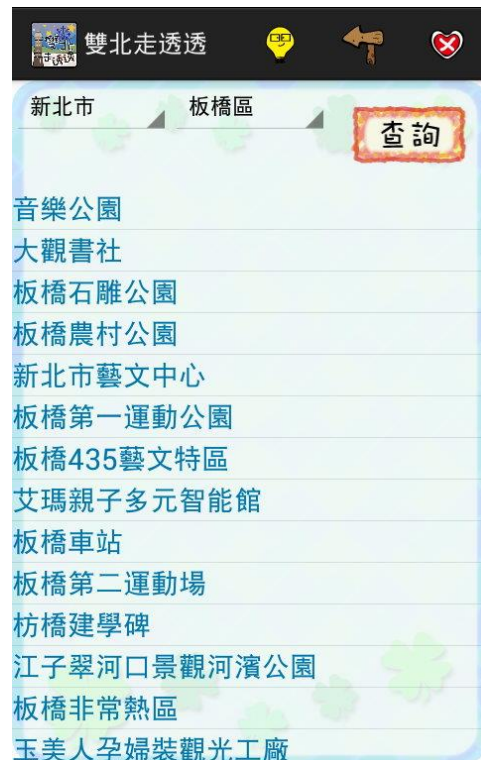 雙北走透透
新北市 板橋區
查詢
音樂公園
大觀書社
板橋石雕公園
板橋農村公園
新北市藝文中心
板橋第一運動公園
板橋435藝文特區
艾瑪親子多元智能館
板橋車站
板橋第二運動場
枋橋建學碑
江子翠河口景觀河濱公園
板橋非常熱區
玉美人孕婦裝觀光工廠